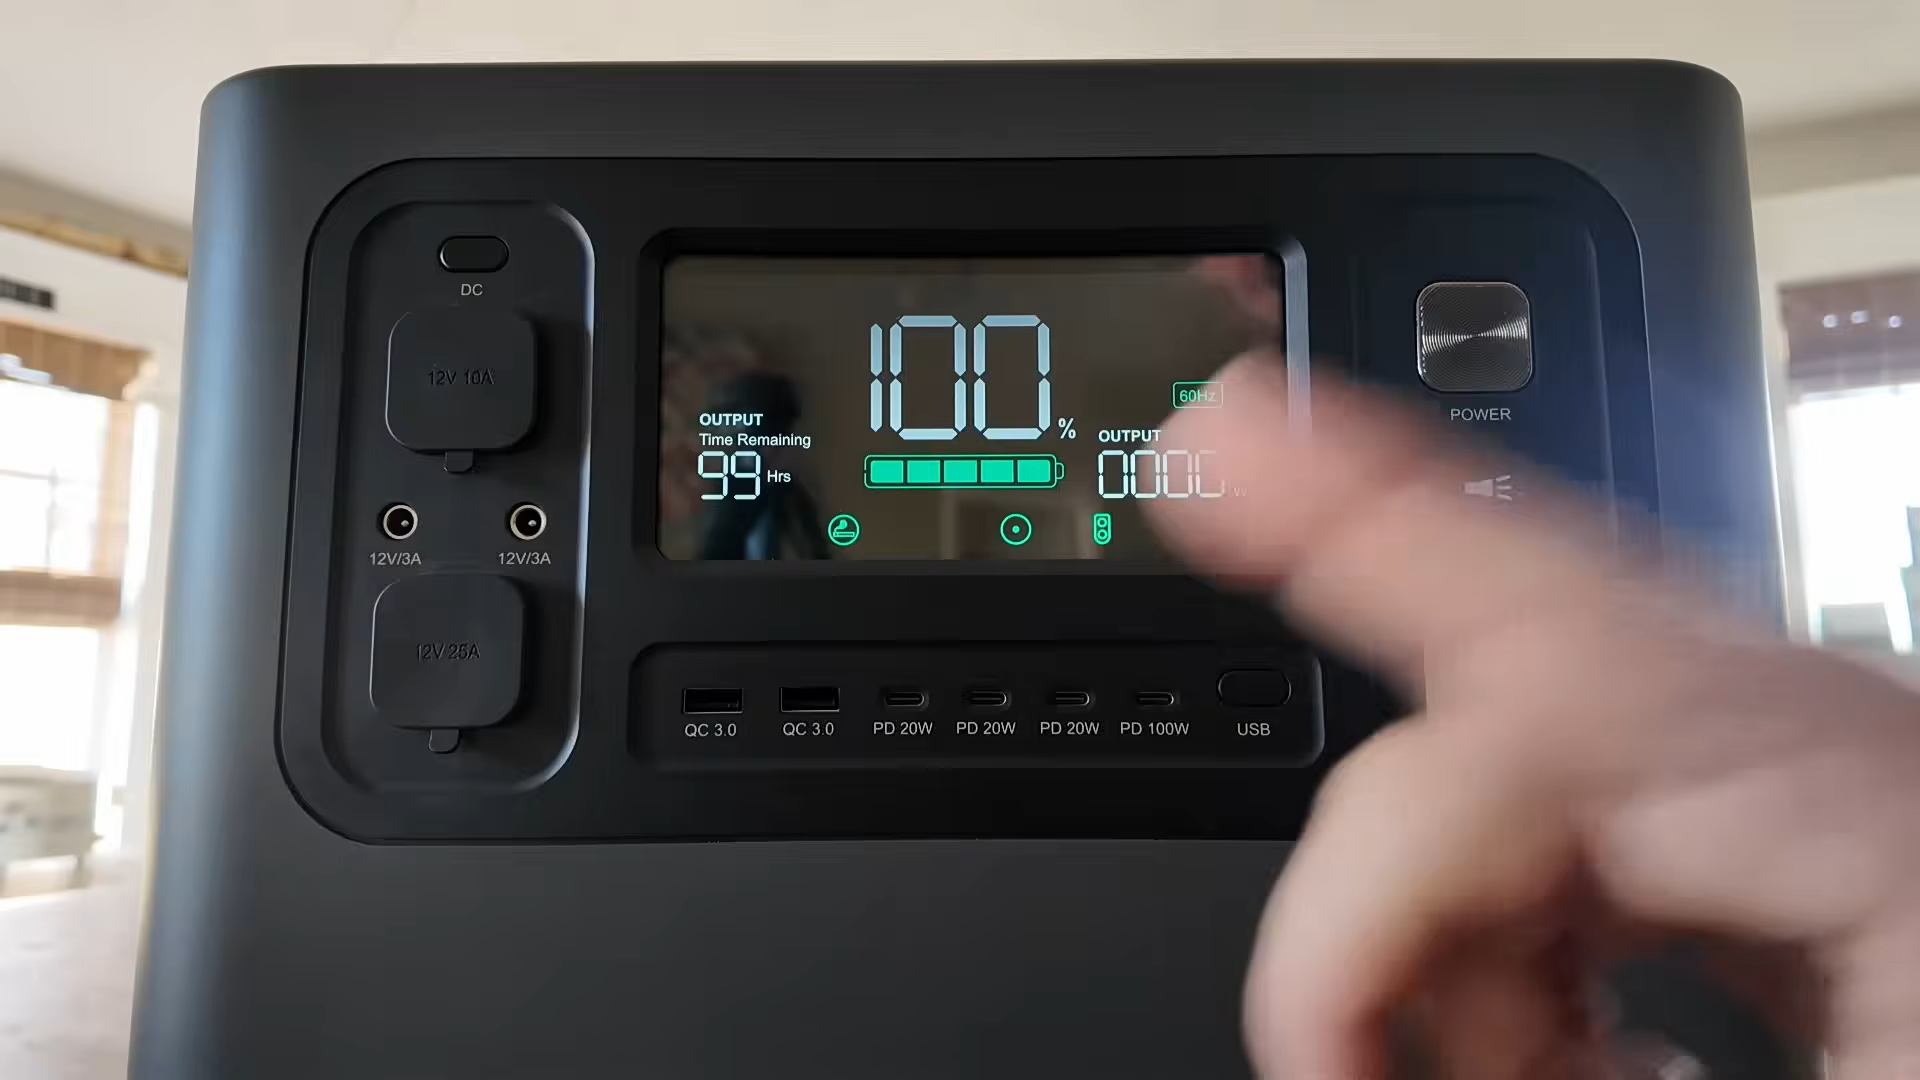 DC
12V 10A
12V/3A 12V/3A
12V 25A
100%
60Hz
OUTPUT
Time Remaining
99 Hrs
OUTPUT
0000 W
POWER
QC 3.0 QC 3.0 PD 20W PD 20W PD 20W PD 100W USB